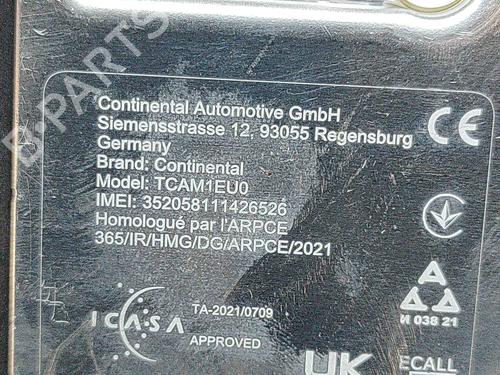 B-PARTS
Continental Automotive GmbH
Siemensstrasse 12, 93055 Regensburg
Germany
Brand: Continental
Model: TCAM1EU0
IMEI: 352058111426526
Homologué par l'ARPCE
365/IR/HMG/DG/ARPCE/2021
CE
ICASA
TA-2021/0709
APPROVED
И 038 21
UK
ECALL